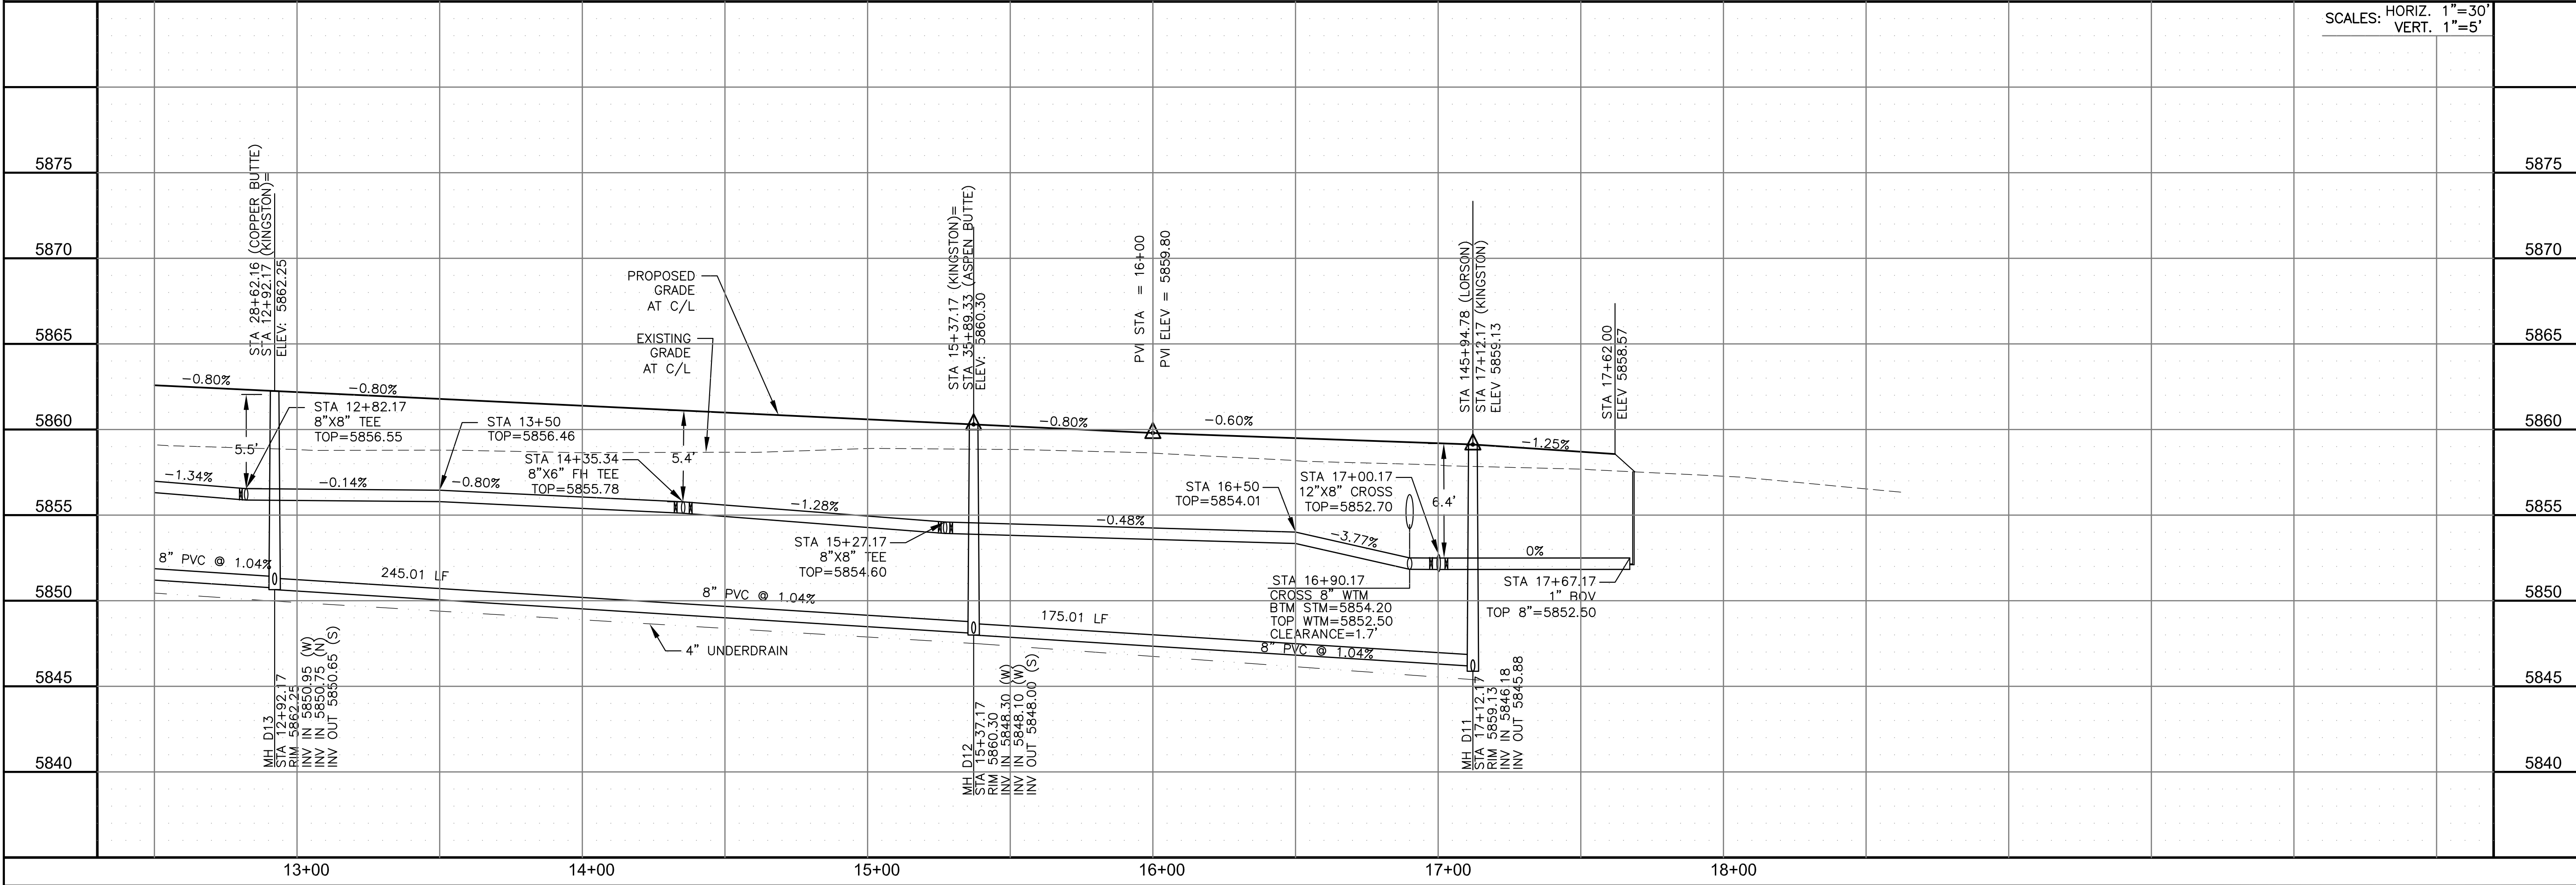 SCALES: HORIZ. 1"=30'
VERT. 1"=5'
5875
5870
5865
5860
5855
5850
5845
5840
5875
5870
5865
5860
5855
5850
5845
5840
STA 28+62.16 (COPPER BUTTE)
STA 12+92.17 (KINGSTON)=
ELEV: 5862.25
PROPOSED
GRADE
AT C/L
EXISTING
GRADE
AT C/L
STA 15+37.17 (KINGSTON)=
STA 35+89.33 (ASPEN BUTTE)
ELEV: 5860.30
PVI STA = 16+00
PVI ELEV = 5859.80
STA 145+94.78 (LORSON)
STA 17+12.17 (KINGSTON)
ELEV 5859.13
STA 17+62.00
ELEV 5858.57
-0.80%
-0.80%
-0.80%
-0.60%
-1.25%
STA 12+82.17
8"X8" TEE
TOP=5856.55
5.5'
STA 13+50
TOP=5856.46
STA 14+35.34
8"X6" FH TEE
TOP=5855.78
5.4'
-1.34%
-0.14%
-0.80%
-1.28%
STA 15+27.17
8"X8" TEE
TOP=5854.60
-0.48%
STA 16+50
TOP=5854.01
-3.77%
STA 17+00.17
12"X8" CROSS
TOP=5852.70
6.4'
0%
STA 16+90.17
CROSS 8" WTM
BTM STM=5854.20
TOP WTM=5852.50
CLEARANCE=1.7'
STA 17+67.17
1" BOV
TOP 8"=5852.50
8" PVC @ 1.04%
245.01 LF
8" PVC @ 1.04%
175.01 LF
8" PVC @ 1.04%
4" UNDERDRAIN
MH D13
STA 12+92.17
RIM 5862.25
INV IN 5850.95 (W)
INV IN 5850.75 (N)
INV OUT 5850.65 (S)
MH D12
STA 15+37.17
RIM 5860.30
INV IN 5848.30 (W)
INV IN 5848.10 (W)
INV OUT 5848.00 (S)
MH D11
STA 17+12.17
RIM 5859.13
INV IN 5846.18
INV OUT 5845.88
13+00
14+00
15+00
16+00
17+00
18+00